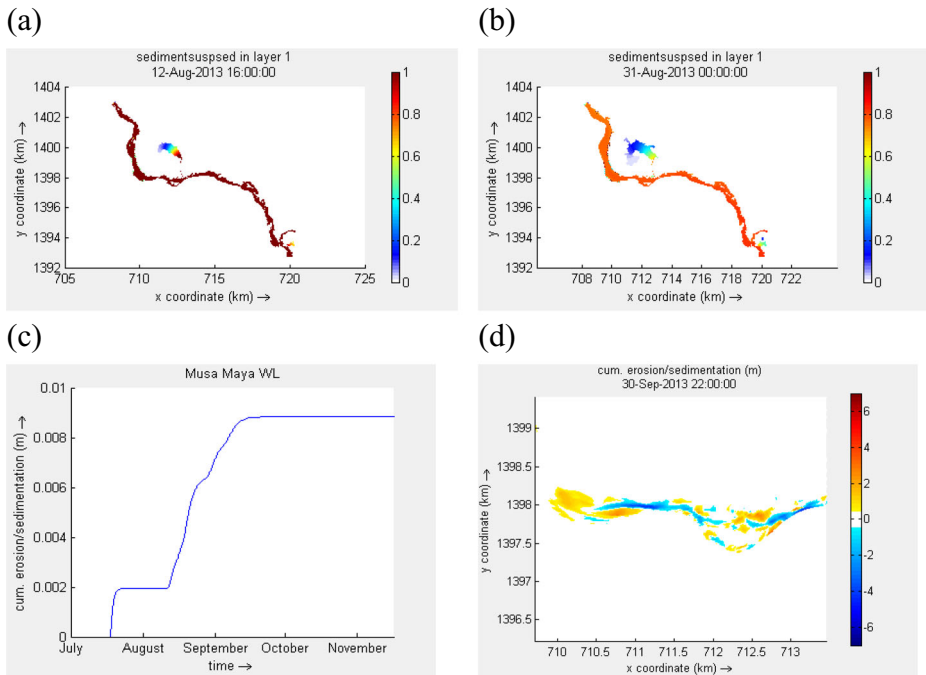 (a)
sedimentsuspsed in layer 1
12-Aug-2013 16:00:00
1404
1402
1400
1398
1396
1394
1392
y coordinate (km) →
705
710
715
720
725
x coordinate (km) →
1
0.8
0.6
0.4
0.2
0
(b)
sedimentsuspsed in layer 1
31-Aug-2013 00:00:00
1404
1402
1400
1398
1396
1394
1392
y coordinate (km) →
708 710 712 714 716 718 720 722
x coordinate (km) →
1
0.8
0.6
0.4
0.2
0
(c)
Musa Maya WL
0.01
0.008
0.006
0.004
0.002
0
cum. erosion/sedimentation (m) →
July August September October November
time →
(d)
cum. erosion/sedimentation (m)
30-Sep-2013 22:00:00
1399
1398.5
1398
1397.5
1397
1396.5
y coordinate (km) →
710 710.5 711 711.5 712 712.5 713
x coordinate (km) →
6
4
2
0
-2
-4
-6